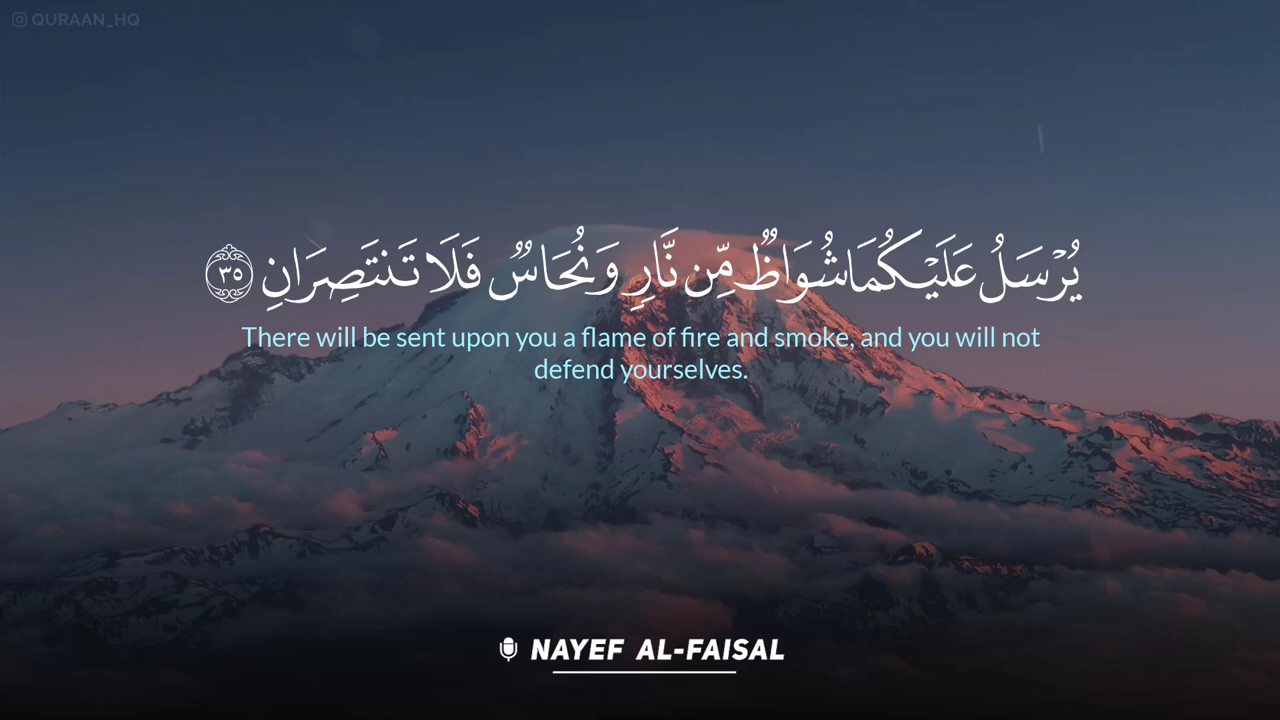 QURAAN_HQ
يُرْسَلُ عَلَيْكُمَا شُوَاظٌ مِّن نَّارٍ وَنُحَاسٌ فَلَا تَنتَصِرَانِ ٣٥
There will be sent upon you a flame of fire and smoke, and you will not
defend yourselves.
NAYEF AL-FAISAL